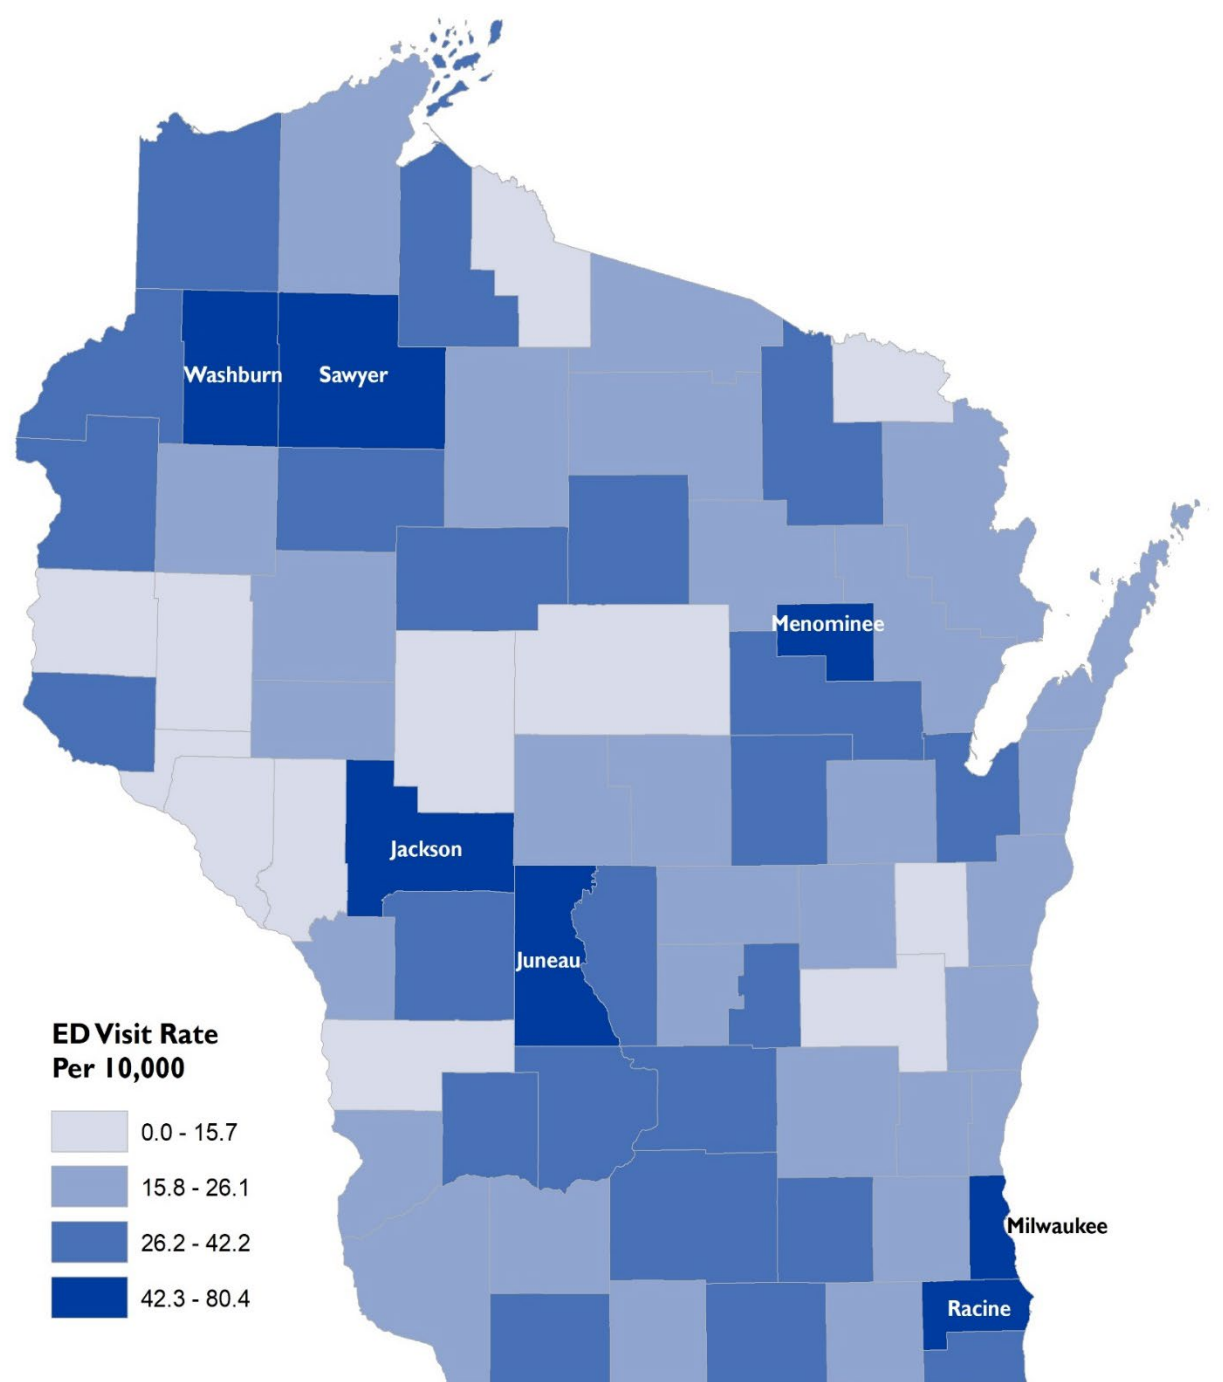 Washburn
Sawyer
Menominee
Jackson
Juneau
ED Visit Rate
Per 10,000
0.0 - 15.7
15.8 - 26.1
26.2 - 42.2
42.3 - 80.4
Milwaukee
Racine